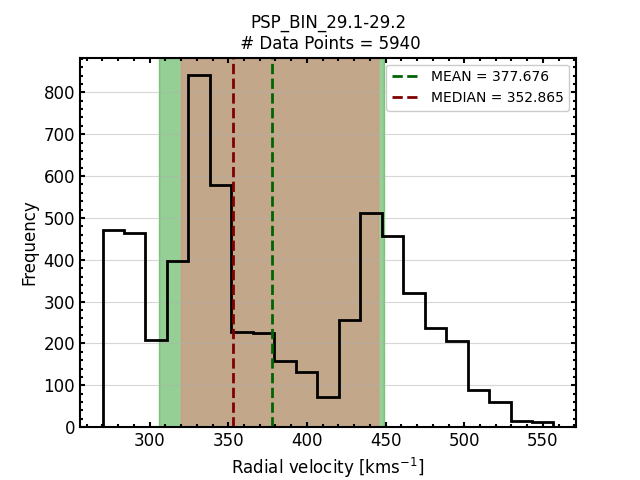 PSP_BIN_29.1-29.2
# Data Points = 5940
MEAN = 377.676
MEDIAN = 352.865
Frequency
800
700
600
500
400
300
200
100
0
300 350 400 450 500 550
Radial velocity [kms⁻¹]